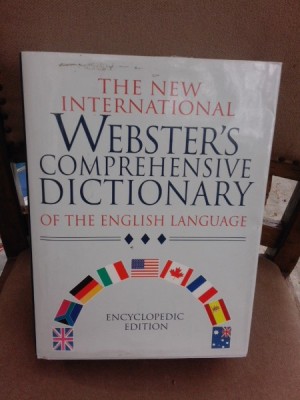 THE NEW
INTERNATIONAL
WEBSTER'S
COMPREHENSIVE
DICTIONARY
OF THE ENGLISH LANGUAGE
ENCYCLOPEDIC
EDITION